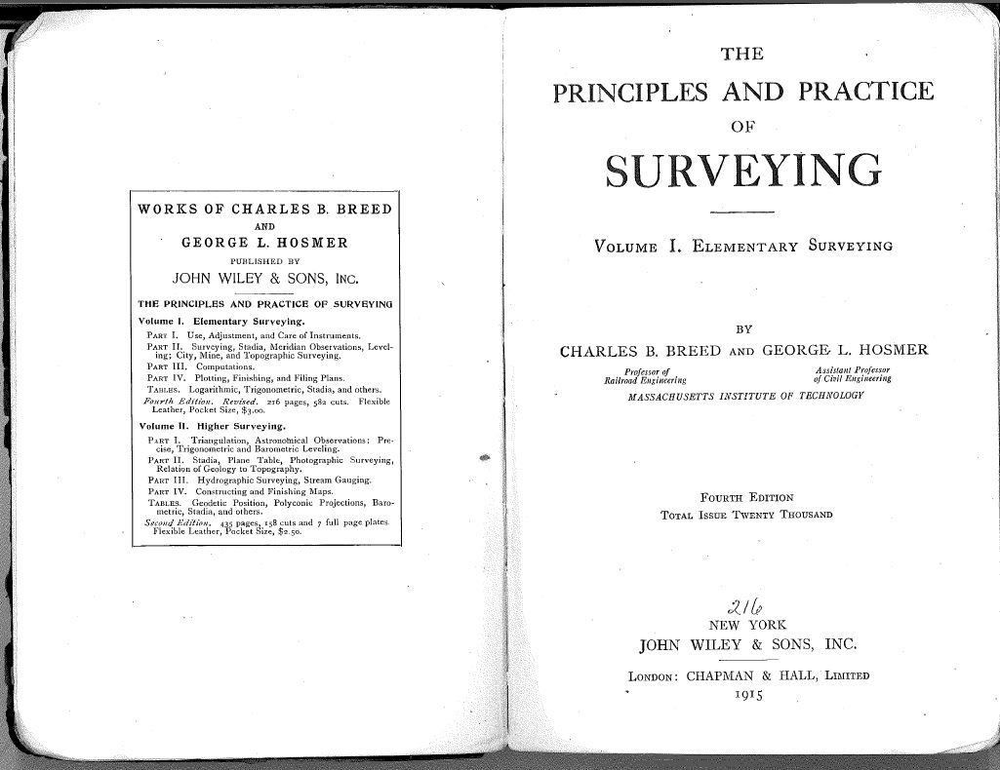 WORKS OF CHARLES B. BREED
AND
GEORGE L. HOSMER
PUBLISHED BY
JOHN WILEY & SONS, INC.
THE PRINCIPLES AND PRACTICE OF SURVEYING
Volume I. Elementary Surveying.
PART I. Use, Adjustment, and Care of Instruments.
PART II. Surveying, Stadia, Meridian Observations, Level-
ing; City, Mine, and Topographic Surveying.
PART III. Computations.
PART IV. Plotting, Finishing, and Filing Plans.
TABLES. Logarithmic, Trigonometric, Stadia, and others.
Fourth Edition. Revised. 216 pages, 582 cuts. Flexible
Leather, Pocket Size, $3.00.
Volume II. Higher Surveying.
PART I. Triangulation, Astronomical Observations; Pre-
cise, Trigonometric and Barometric Leveling.
PART II. Stadia, Plane Table, Photographic Surveying,
Relation of Geology to Topography.
PART III. Hydrographic Surveying, Stream Gauging.
PART IV. Constructing and Finishing Maps.
TABLES. Geodetic Position, Polyconic Projections, Baro-
metric, Stadia, and others.
Second Edition. 435 pages, 158 cuts and 7 full page plates.
Flexible Leather, Pocket Size, $2.50.
THE
PRINCIPLES AND PRACTICE
OF
SURVEYING
VOLUME I. ELEMENTARY SURVEYING
BY
CHARLES B. BREED AND GEORGE L. HOSMER
Professor of Assistant Professor
Railroad Engineering of Civil Engineering
MASSACHUSETTS INSTITUTE OF TECHNOLOGY
FOURTH EDITION
TOTAL ISSUE TWENTY THOUSAND
216
NEW YORK
JOHN WILEY & SONS, INC.
LONDON: CHAPMAN & HALL, LIMITED
1915